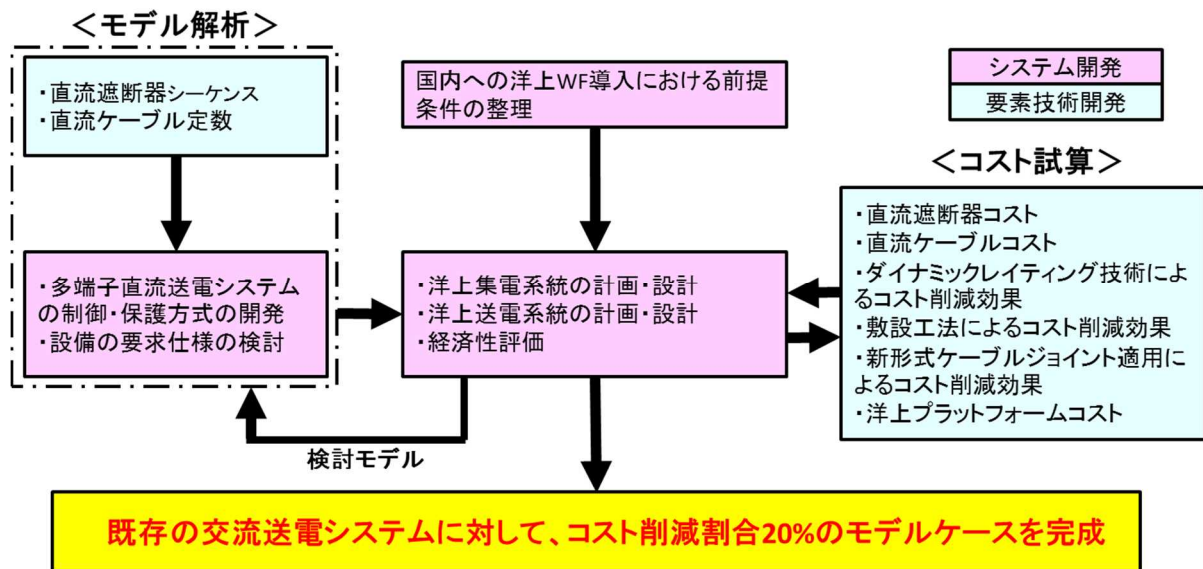 ＜モデル解析＞
・直流遮断器シーケンス
・直流ケーブル定数
・多端子直流送電システム
の制御・保護方式の開発
・設備の要求仕様の検討
国内への洋上WF導入における前提
条件の整理
・洋上集電系統の計画・設計
・洋上送電系統の計画・設計
・経済性評価
検討モデル
システム開発
要素技術開発
＜コスト試算＞
・直流遮断器コスト
・直流ケーブルコスト
・ダイナミックレイティング技術によ
るコスト削減効果
・敷設工法によるコスト削減効果
・新形式ケーブルジョイント適用に
よるコスト削減効果
・洋上プラットフォームコスト
既存の交流送電システムに対して、コスト削減割合20%のモデルケースを完成